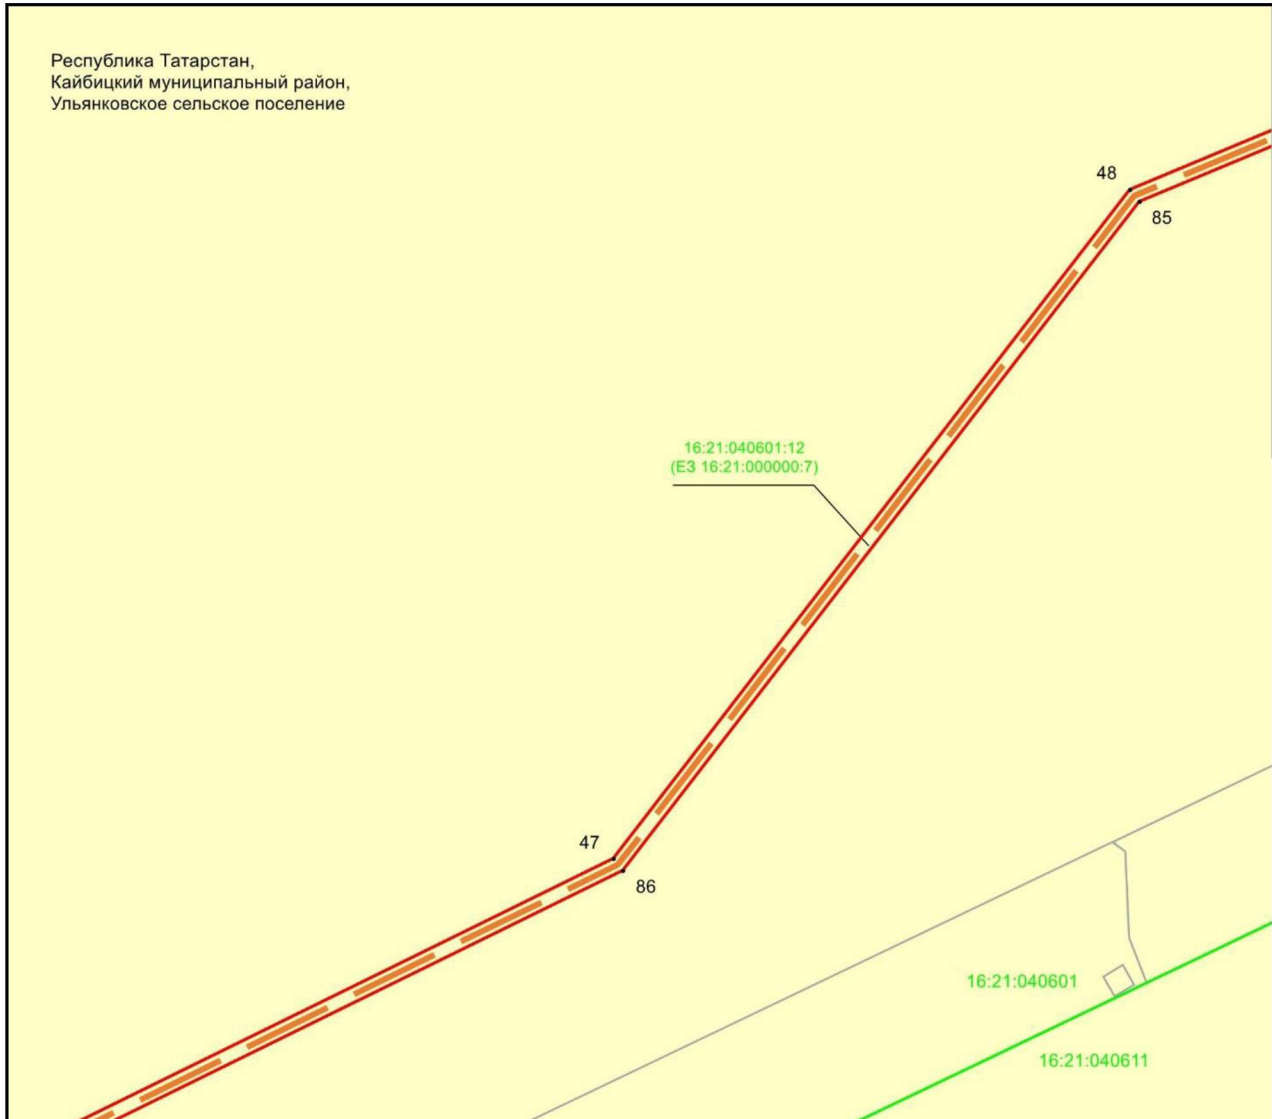 Республика Татарстан,
Кайбицкий муниципальный район,
Ульянковское сельское поселение
48
85
16:21:040601:12
(ЕЗ 16:21:000000:7)
47
86
16:21:040601
16:21:040611